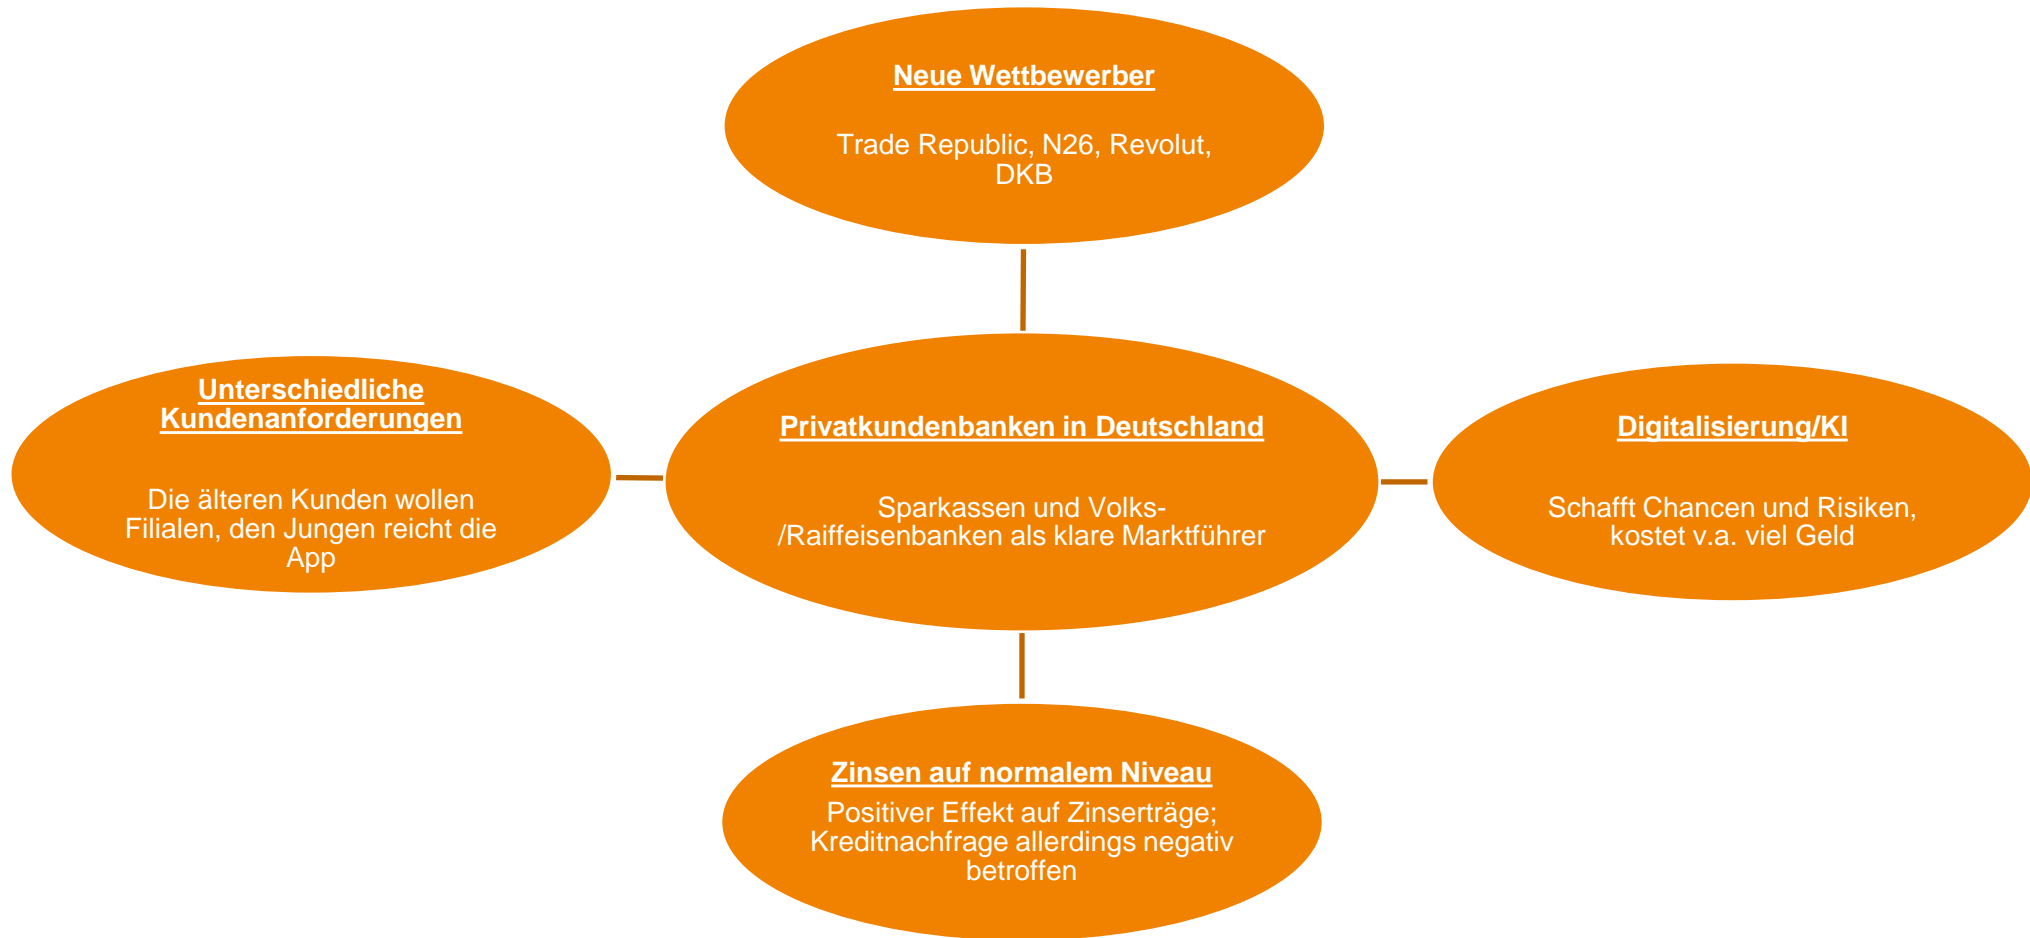 Neue Wettbewerber
Trade Republic, N26, Revolut,
DKB
Unterschiedliche
Kundenanforderungen
Die älteren Kunden wollen
Filialen, den Jungen reicht die
App
Privatkundenbanken in Deutschland
Sparkassen und Volks-
/Raiffeisenbanken als klare Marktführer
Digitalisierung/KI
Schafft Chancen und Risiken,
kostet v.a. viel Geld
Zinsen auf normalem Niveau
Positiver Effekt auf Zinserträge;
Kreditnachfrage allerdings negativ
betroffen